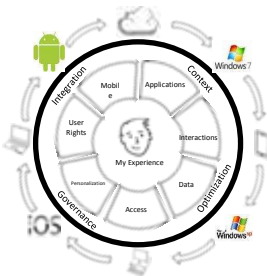 Windows 7
Integration
Context
Mobil
e
Applications
User
Rights
Interactions
My Experience
Personalization
Data
Access
Governance
Optimization
iOS
Windows xp